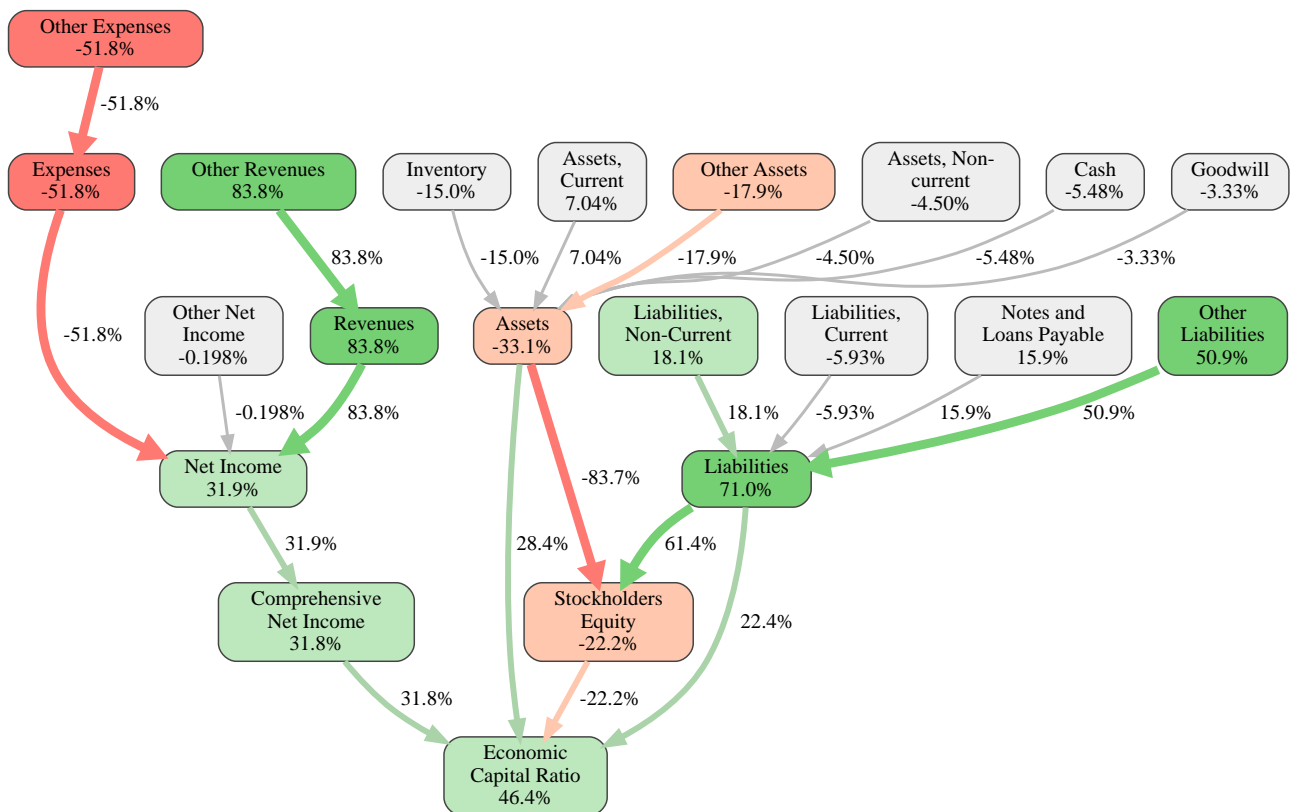 Other Expenses
-51.8%
-51.8%
Expenses
-51.8%
Other Revenues
83.8%
Inventory
-15.0%
Assets,
Current
7.04%
Other Assets
-17.9%
Assets, Non-
current
-4.50%
Cash
-5.48%
Goodwill
-3.33%
83.8%
-15.0%
7.04%
-17.9%
-4.50%
-5.48%
-3.33%
-51.8%
Other Net
Income
-0.198%
Revenues
83.8%
Assets
-33.1%
Liabilities,
Non-Current
18.1%
Liabilities,
Current
-5.93%
Notes and
Loans Payable
15.9%
Other
Liabilities
50.9%
-0.198%
83.8%
18.1%
-5.93%
15.9%
50.9%
Net Income
31.9%
-83.7%
Liabilities
71.0%
31.9%
28.4%
61.4%
Comprehensive
Net Income
31.8%
Stockholders
Equity
-22.2%
22.4%
31.8%
-22.2%
Economic
Capital Ratio
46.4%